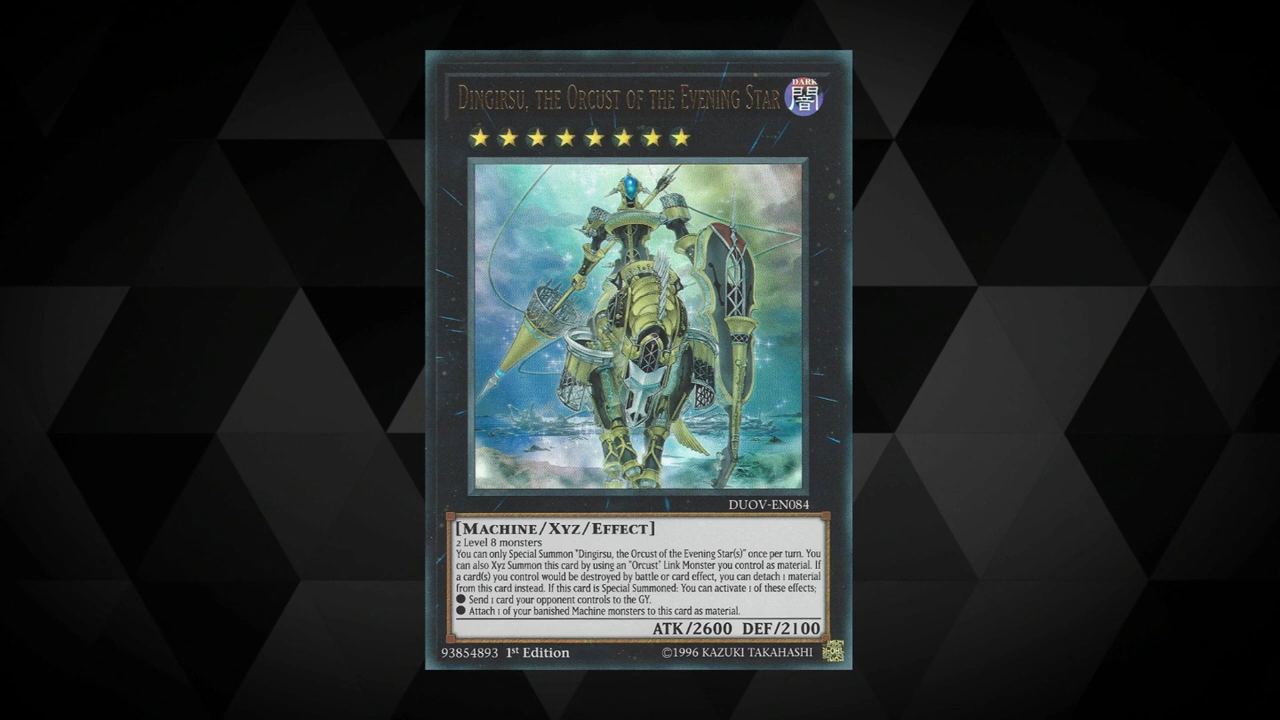 Dingirsu, the Orcust of the Evening Star
DARK
闇
DUOV-EN084
[Machine/Xyz/Effect]
2 Level 8 monsters
You can only Special Summon "Dingirsu, the Orcust of the Evening Star(s)" once per turn. You
can also Xyz Summon this card by using an "Orcust" Link Monster you control as material. If
a card(s) you control would be destroyed by battle or card effect, you can detach 1 material
from this card instead. If this card is Special Summoned: You can activate 1 of these effects;
● Send 1 card your opponent controls to the GY.
● Attach 1 of your banished Machine monsters to this card as material.
ATK/2600 DEF/2100
93854893 1st Edition ©1996 KAZUKI TAKAHASHI